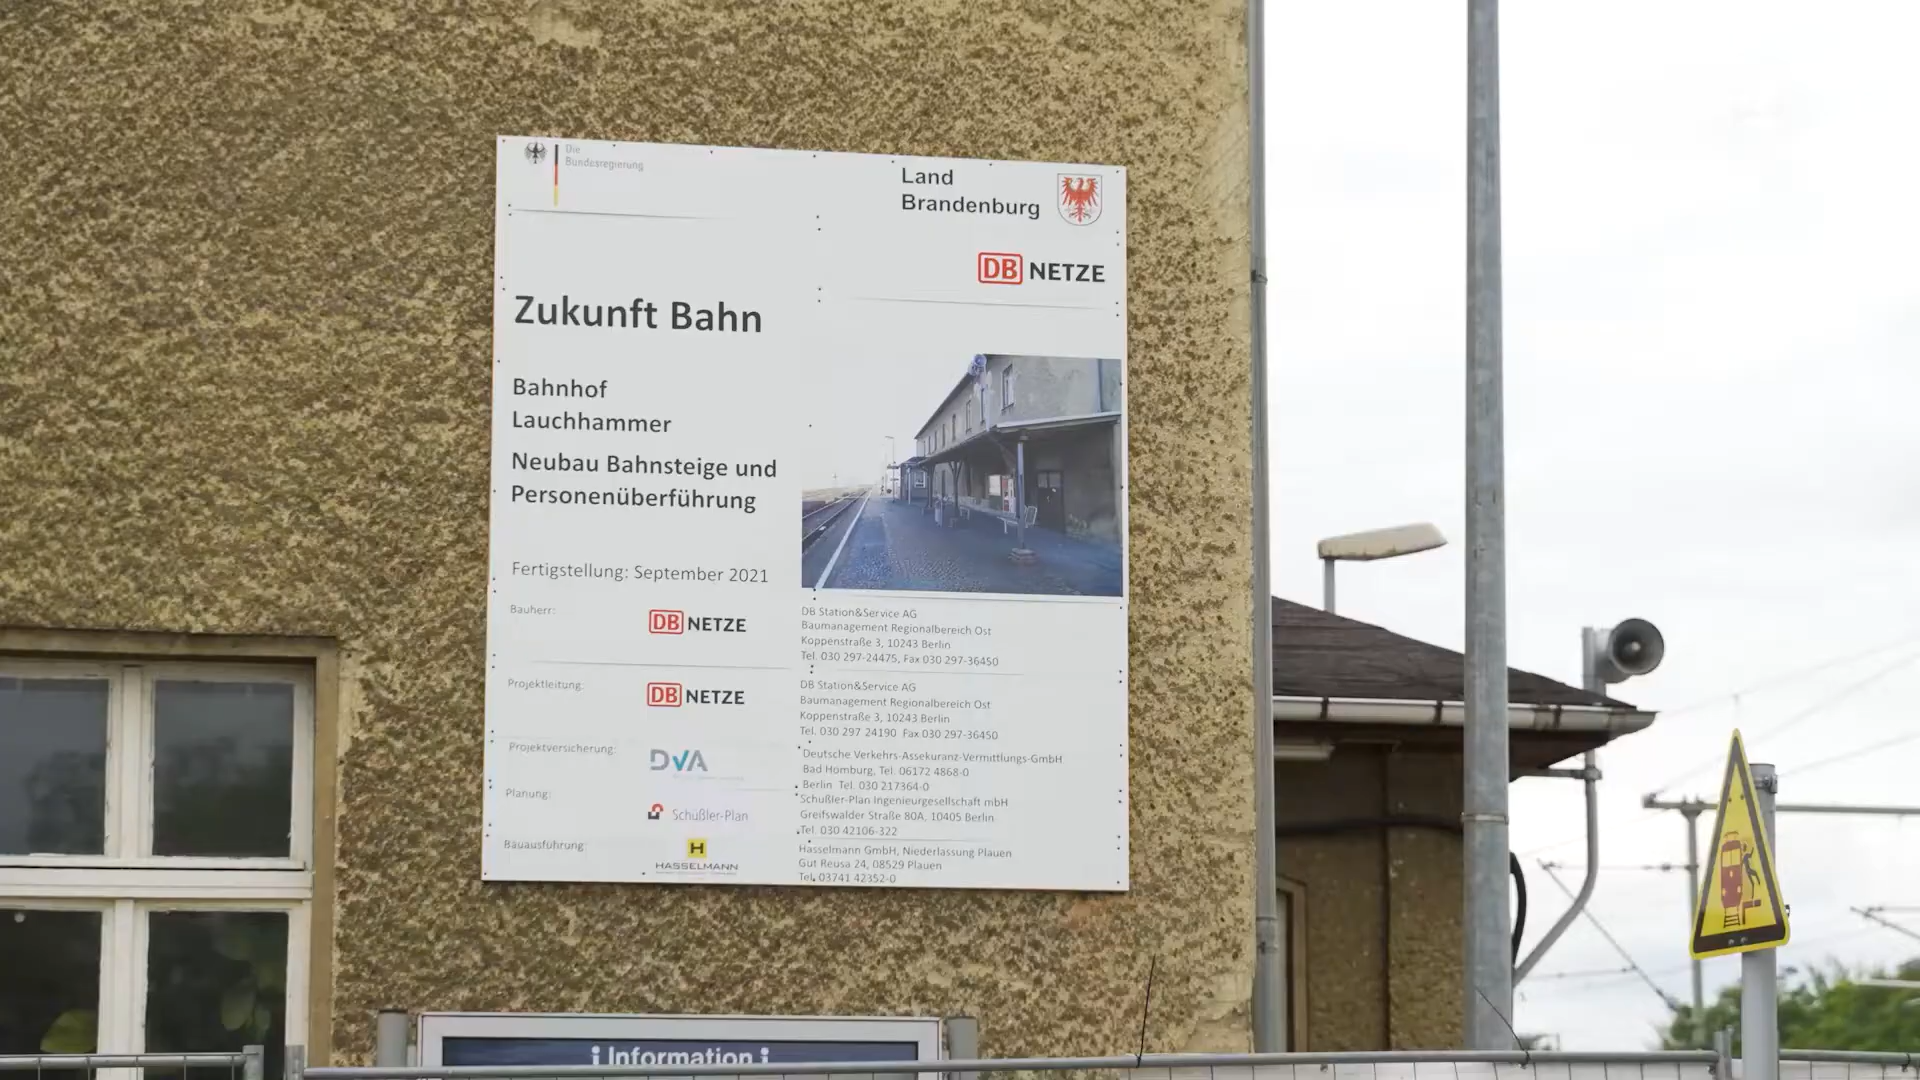 Die
Bundesregierung
Land
Brandenburg
DB NETZE
Zukunft Bahn
Bahnhof
Lauchhammer
Neubau Bahnsteige und
Personenüberführung
Fertigstellung: September 2021
Bauherr:
DB NETZE
DB Station&Service AG
Baumanagement Regionalbereich Ost
Koppenstraße 3, 10243 Berlin
Tel. 030 297-24475, Fax 030 297-36450
Projektleitung:
DB NETZE
DB Station&Service AG
Baumanagement Regionalbereich Ost
Koppenstraße 3, 10243 Berlin
Tel. 030 297 24190 Fax 030 297-36450
Projektversicherung:
DVA
Deutsche Verkehrs-Assekuranz-Vermittlungs-GmbH
Bad Homburg, Tel. 06172 4868-0
Berlin Tel. 030 217364-0
Planung:
Schüßler-Plan
Schüßler-Plan Ingenieurgesellschaft mbH
Greifswalder Straße 80A, 10405 Berlin
Tel. 030 42106-322
Bauausführung:
H
HASSELMANN
Hasselmann GmbH, Niederlassung Plauen
Gut Reusa 24, 08529 Plauen
Tel. 03741 42352-0
i Information i